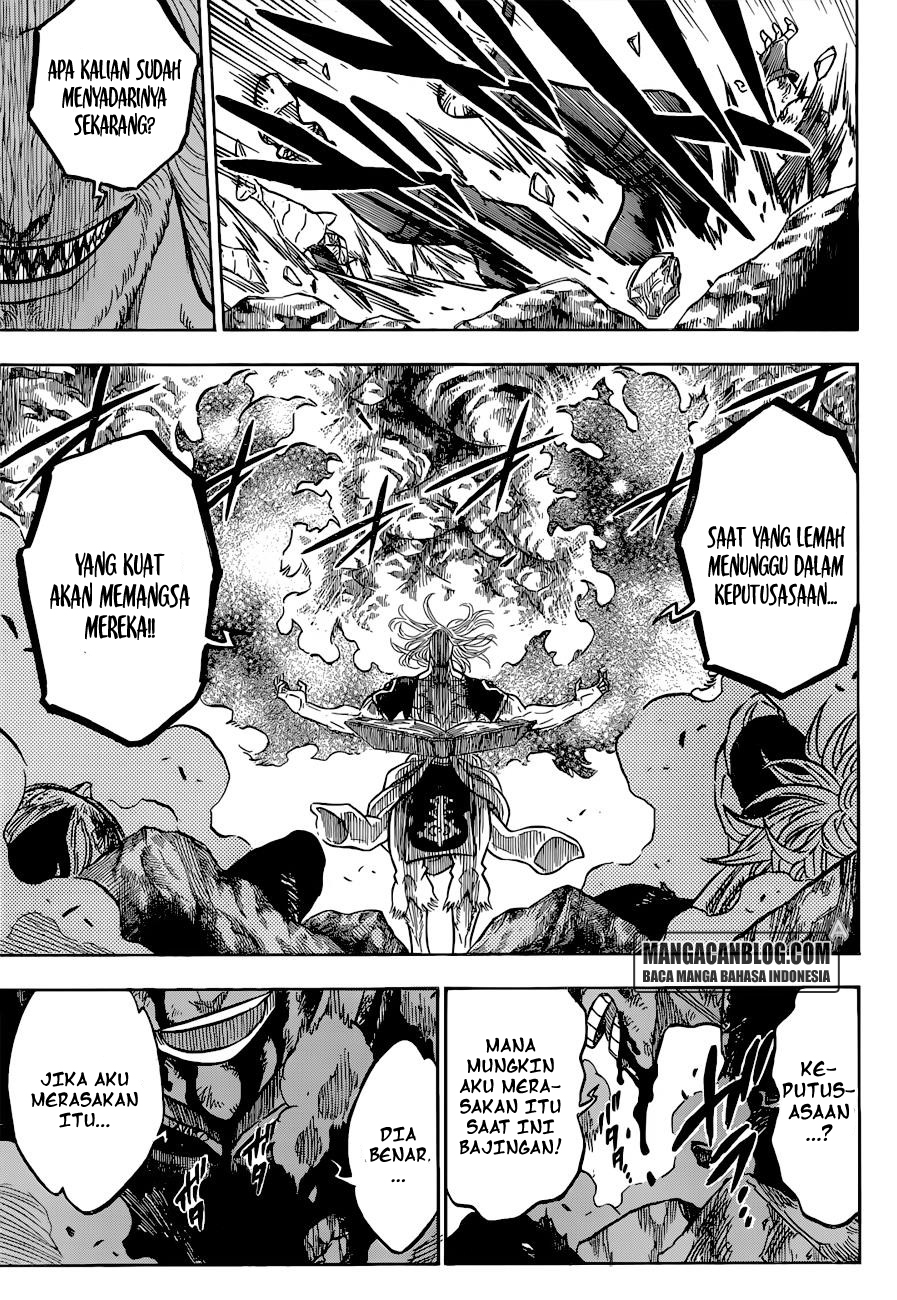 APA KALIAN SUDAH
MENYADARINYA
SEKARANG?
SAAT YANG LEMAH
MENUNGGU DALAM
KEPUTUSASAAN...
YANG KUAT
AKAN MEMANGSA
MEREKA!!
MANGACANBLOG.COM
BACA MANGA BAHASA INDONESIA
KE-
PUTUS-
ASAAN
...?
MANA
MUNGKIN
AKU MERA-
SAKAN ITU
SAAT INI
BAJINGAN!
DIA
BENAR.
...
JIKA AKU
MERASAKAN
ITU...